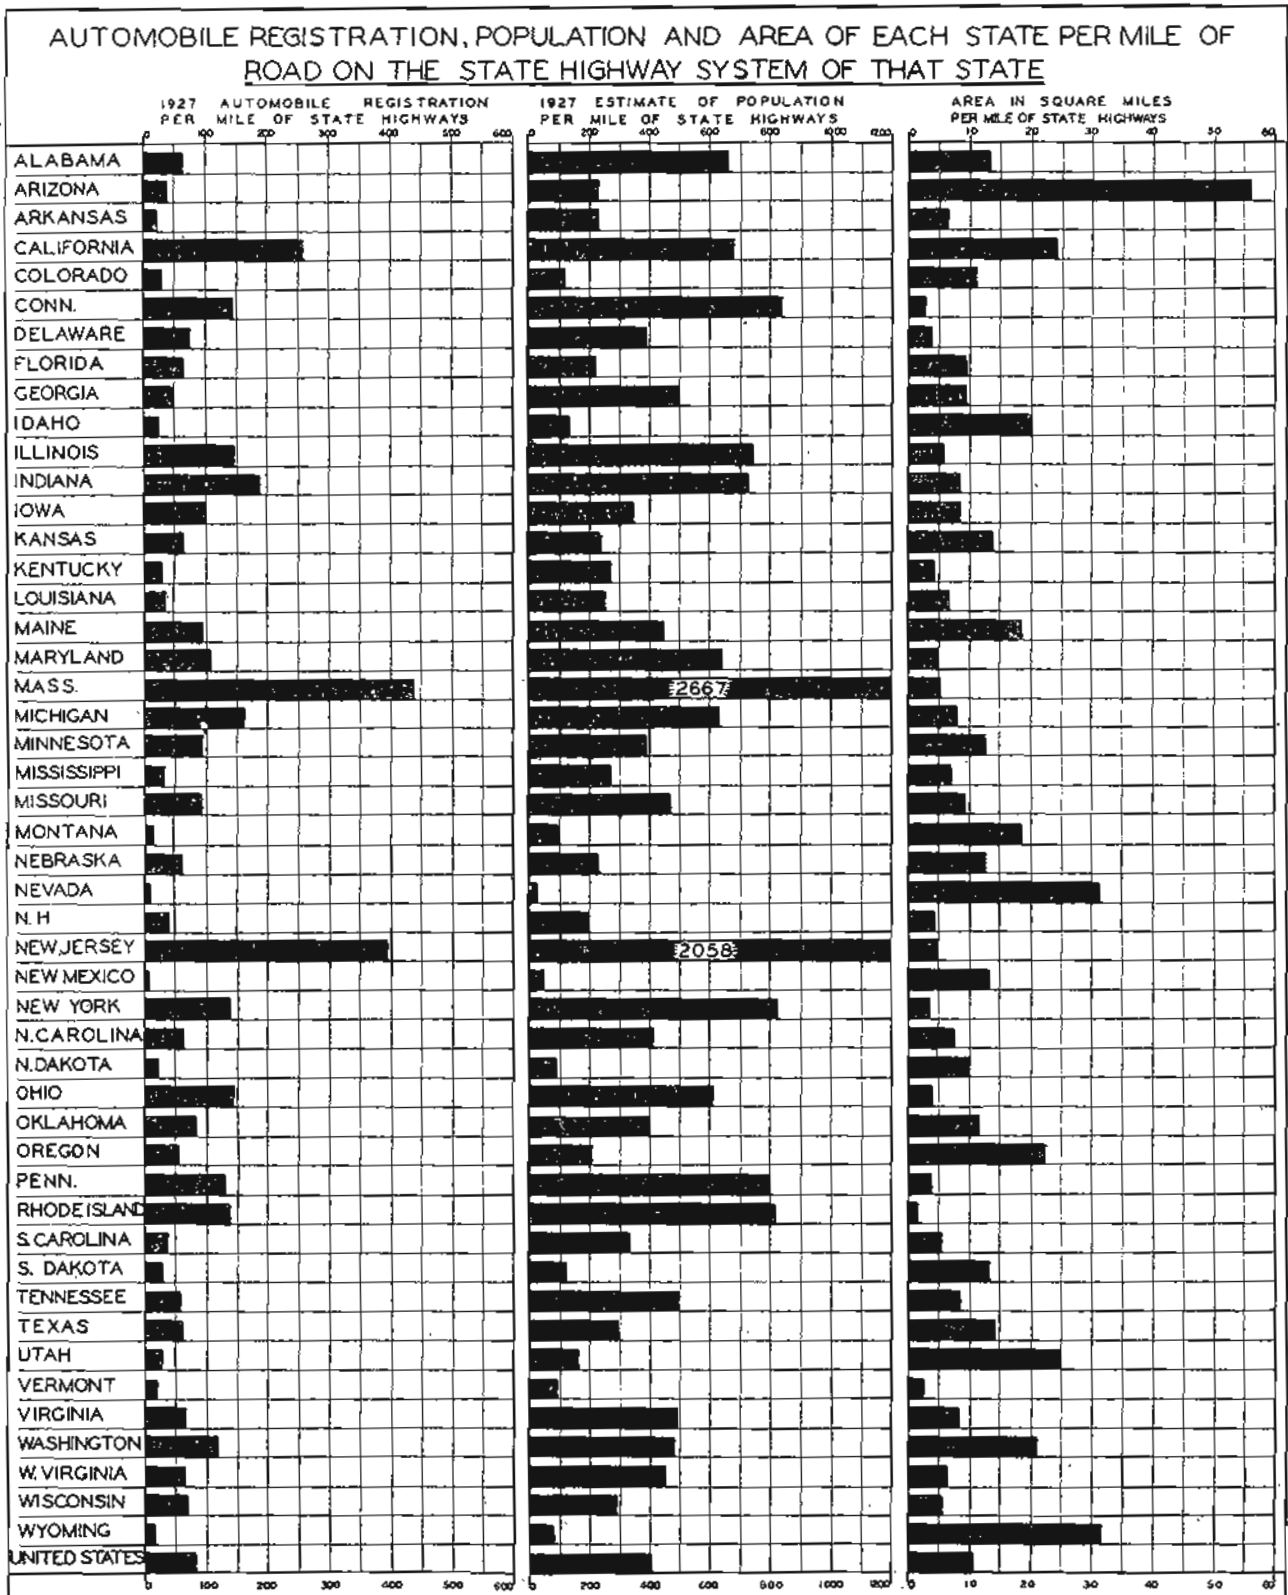 AUTOMOBILE REGISTRATION, POPULATION AND AREA OF EACH STATE PER MILE OF
ROAD ON THE STATE HIGHWAY SYSTEM OF THAT STATE
1927 AUTOMOBILE REGISTRATION
PER MILE OF STATE HIGHWAYS
0 100 200 300 400 500 600
1927 ESTIMATE OF POPULATION
PER MILE OF STATE HIGHWAYS
0 200 400 600 800 1000 1200
AREA IN SQUARE MILES
PER MILE OF STATE HIGHWAYS
0 10 20 30 40 50 60
ALABAMA
ARIZONA
ARKANSAS
CALIFORNIA
COLORADO
CONN.
DELAWARE
FLORIDA
GEORGIA
IDAHO
ILLINOIS
INDIANA
IOWA
KANSAS
KENTUCKY
LOUISIANA
MAINE
MARYLAND
MASS. 2667
MICHIGAN
MINNESOTA
MISSISSIPPI
MISSOURI
MONTANA
NEBRASKA
NEVADA
N. H
NEW JERSEY 2058
NEW MEXICO
NEW YORK
N. CAROLINA
N. DAKOTA
OHIO
OKLAHOMA
OREGON
PENN.
RHODE ISLAND
S. CAROLINA
S. DAKOTA
TENNESSEE
TEXAS
UTAH
VERMONT
VIRGINIA
WASHINGTON
W. VIRGINIA
WISCONSIN
WYOMING
UNITED STATES
0 100 200 300 400 500 600
0 200 400 600 800 1000 1200
0 10 20 30 40 50 60